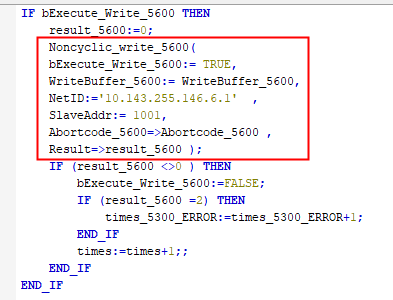 IF bExecute_Write_5600 THEN
result_5600:=0;
Noncyclic_write_5600(
bExecute_Write_5600:= TRUE,
WriteBuffer_5600:= WriteBuffer_5600,
NetID:='10.143.255.146.6.1' ,
SlaveAddr:= 1001,
Abortcode_5600=>Abortcode_5600 ,
Result=>result_5600 );
IF (result_5600 <>0 ) THEN
bExecute_Write_5600:=FALSE;
IF (result_5600 =2) THEN
times_5300_ERROR:=times_5300_ERROR+1;
END_IF
times:=times+1;;
END_IF
END_IF